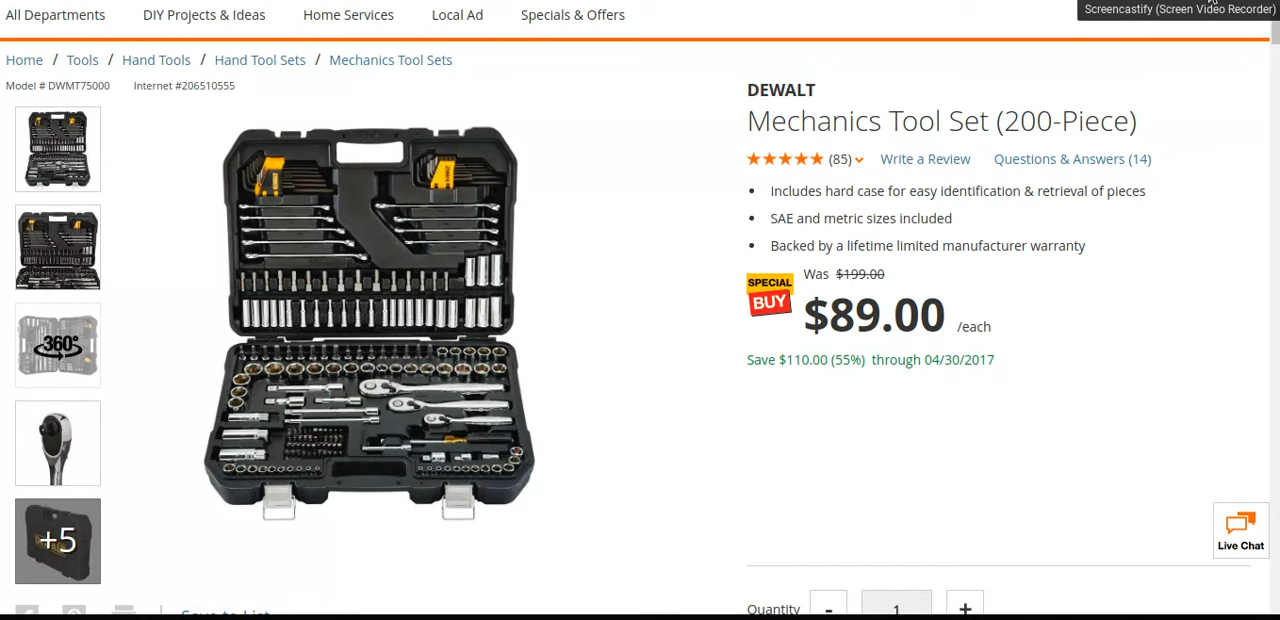 Screencastify (Screen Video Recorder)
All Departments DIY Projects & Ideas Home Services Local Ad Specials & Offers
Home / Tools / Hand Tools / Hand Tool Sets / Mechanics Tool Sets
Model # DWMT75000 Internet #206510555
DEWALT
Mechanics Tool Set (200-Piece)
(85) Write a Review Questions & Answers (14)
• Includes hard case for easy identification & retrieval of pieces
• SAE and metric sizes included
• Backed by a lifetime limited manufacturer warranty
SPECIAL
BUY
Was $199.00
$89.00 /each
Save $110.00 (55%) through 04/30/2017
360°
+5
Live Chat
Save to List
Quantity - 1 +